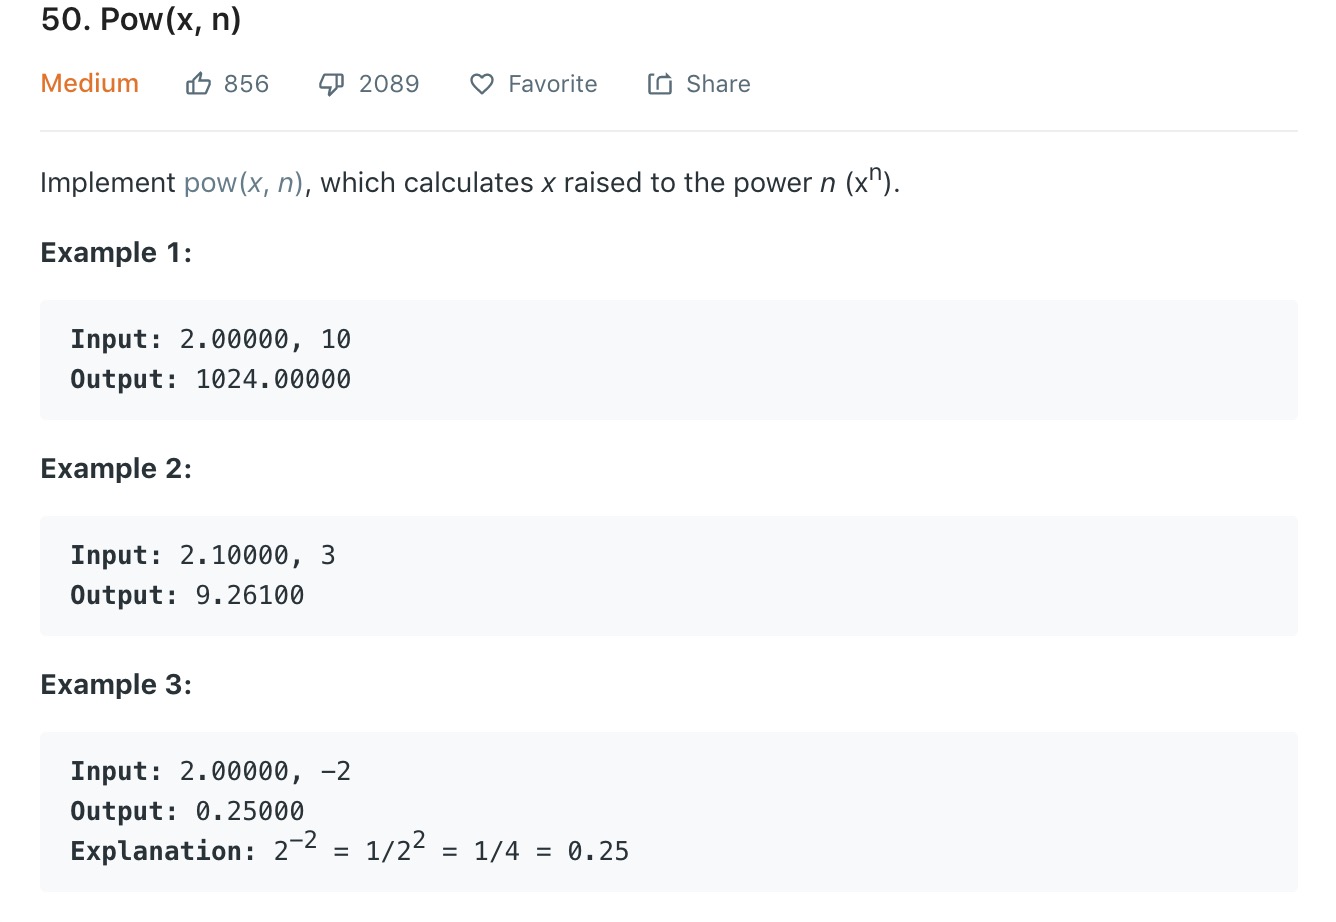 50. Pow(x, n)
Medium 856 2089 Favorite Share
Implement pow(x, n), which calculates x raised to the power n (xⁿ).
Example 1:
Input: 2.00000, 10
Output: 1024.00000
Example 2:
Input: 2.10000, 3
Output: 9.26100
Example 3:
Input: 2.00000, -2
Output: 0.25000
Explanation: 2⁻² = 1/2² = 1/4 = 0.25